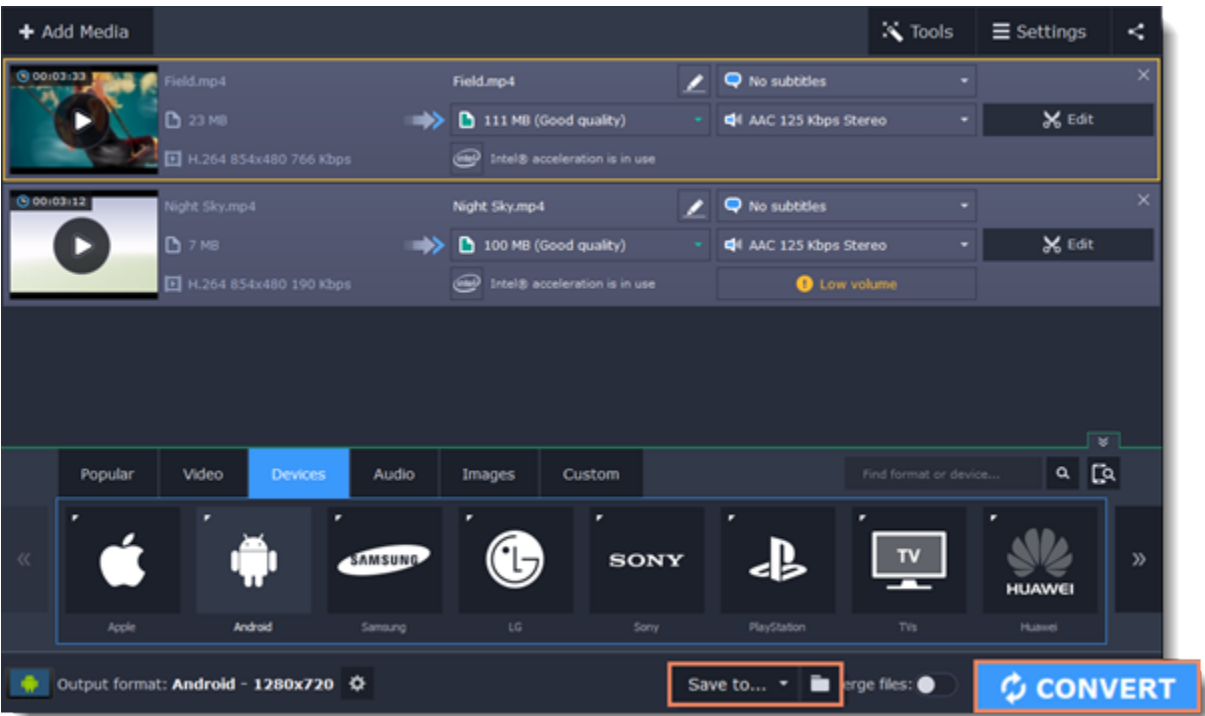 + Add Media
Tools
Settings
00:03:33
Field.mp4
Field.mp4
No subtitles
23 MB
111 MB (Good quality)
AAC 125 Kbps Stereo
Edit
H.264 854x480 766 Kbps
intel Intel® acceleration is in use
00:03:12
Night Sky.mp4
Night Sky.mp4
No subtitles
7 MB
100 MB (Good quality)
AAC 125 Kbps Stereo
Edit
H.264 854x480 190 Kbps
intel Intel® acceleration is in use
Low volume
Popular
Video
Devices
Audio
Images
Custom
Find format or device...
SAMSUNG
LG
SONY
TV
HUAWEI
Apple
Android
Samsung
LG
Sony
PlayStation
TVs
Huawei
Output format: Android - 1280x720
Save to...
erge files:
CONVERT